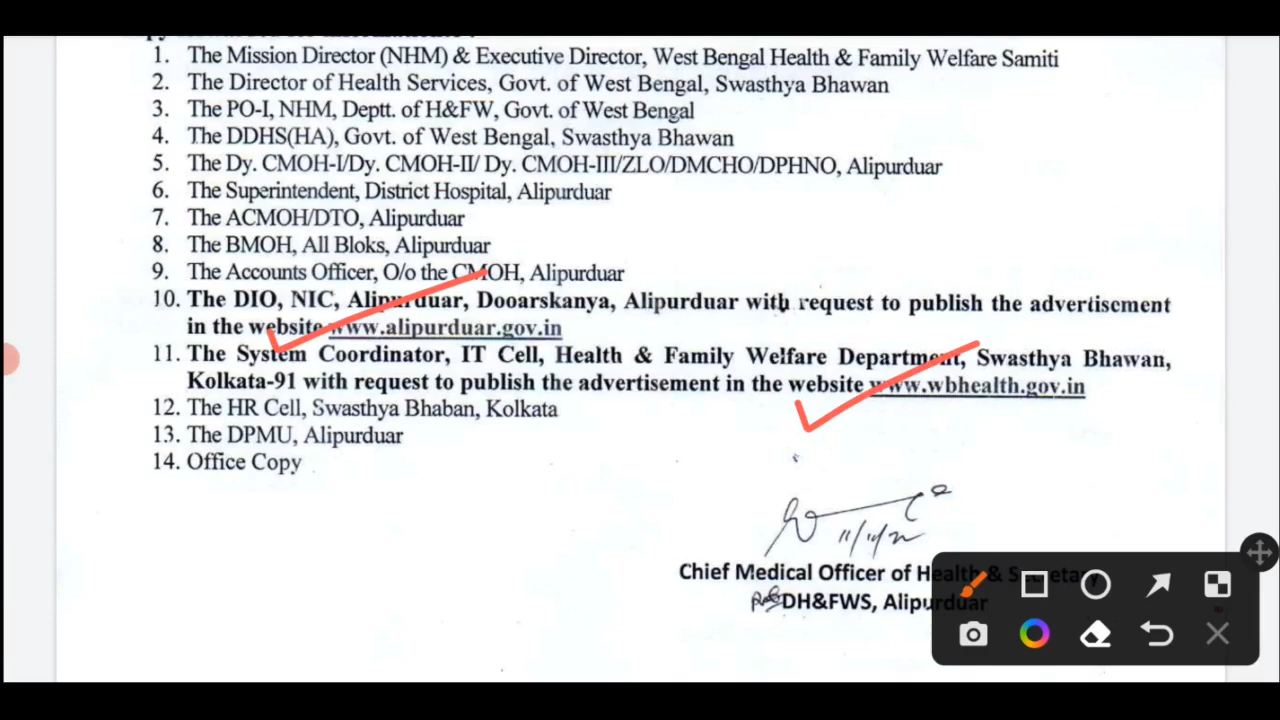 1. The Mission Director (NHM) & Executive Director, West Bengal Health & Family Welfare Samiti
2. The Director of Health Services, Govt. of West Bengal, Swasthya Bhawan
3. The PO-I, NHM, Deptt. of H&FW, Govt. of West Bengal
4. The DDHS(HA), Govt. of West Bengal, Swasthya Bhawan
5. The Dy. CMOH-I/Dy. CMOH-II/ Dy. CMOH-III/ZLO/DMCHO/DPHNO, Alipurduar
6. The Superintendent, District Hospital, Alipurduar
7. The ACMOH/DTO, Alipurduar
8. The BMOH, All Bloks, Alipurduar
9. The Accounts Officer, O/o the CMOH, Alipurduar
10. The DIO, NIC, Alipurduar, Dooarskanya, Alipurduar with request to publish the advertisement
in the website www.alipurduar.gov.in
11. The System Coordinator, IT Cell, Health & Family Welfare Department, Swasthya Bhawan,
Kolkata-91 with request to publish the advertisement in the website www.wbhealth.gov.in
12. The HR Cell, Swasthya Bhaban, Kolkata
13. The DPMU, Alipurduar
14. Office Copy
Chief Medical Officer of Health & Secretary
DH&FWS, Alipurduar